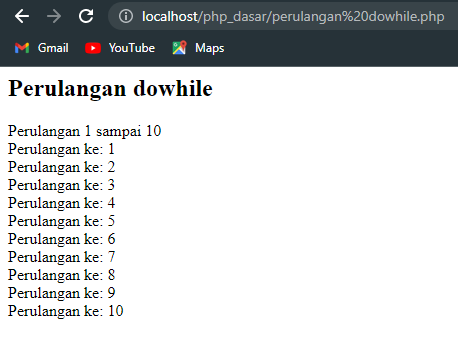 localhost/php_dasar/perulangan%20dowhile.php
Gmail YouTube Maps
Perulangan dowhile
Perulangan 1 sampai 10
Perulangan ke: 1
Perulangan ke: 2
Perulangan ke: 3
Perulangan ke: 4
Perulangan ke: 5
Perulangan ke: 6
Perulangan ke: 7
Perulangan ke: 8
Perulangan ke: 9
Perulangan ke: 10